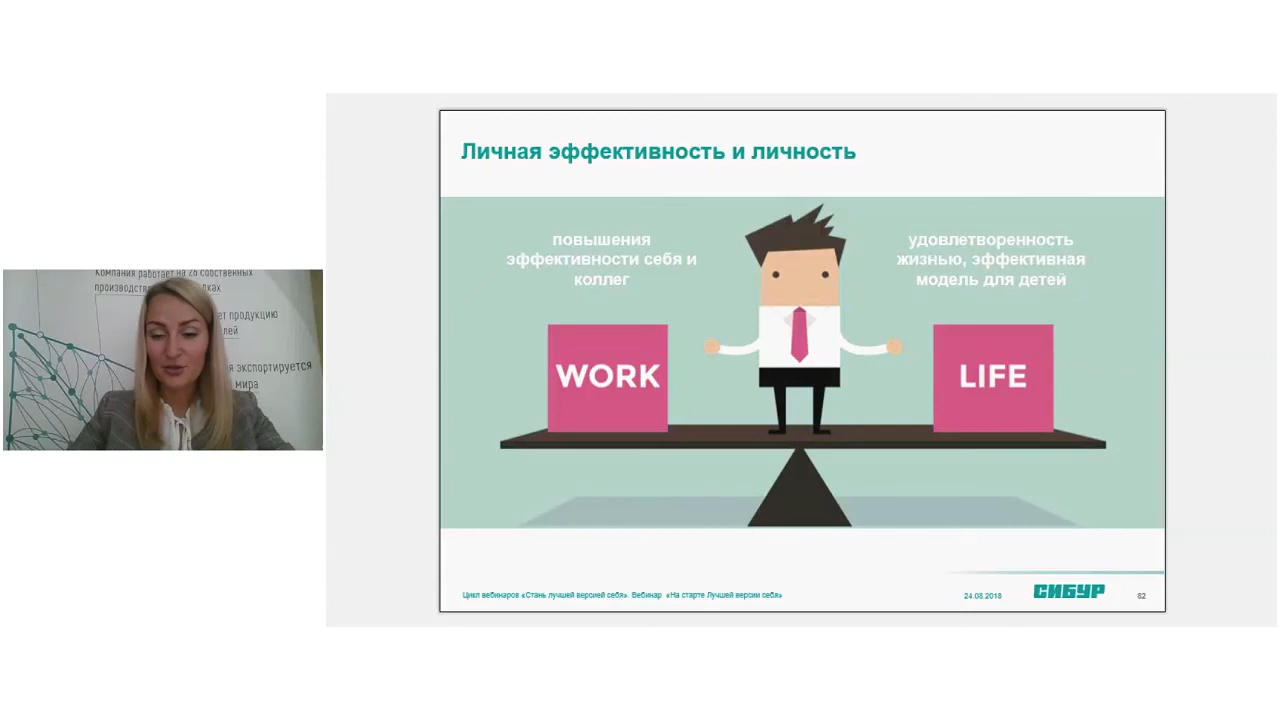 Компания работает на 26 собственных
производств
ках
ет продукцию
лей
я экспортируется
мира
Личная эффективность и личность
повышения
эффективности себя и
коллег
удовлетворенность
жизнью, эффективная
модель для детей
WORK
LIFE
Цикл вебинаров «Стань лучшей версией себя». Вебинар «На старте Лучшей версии себя»
24.08.2018
СИБУР
82